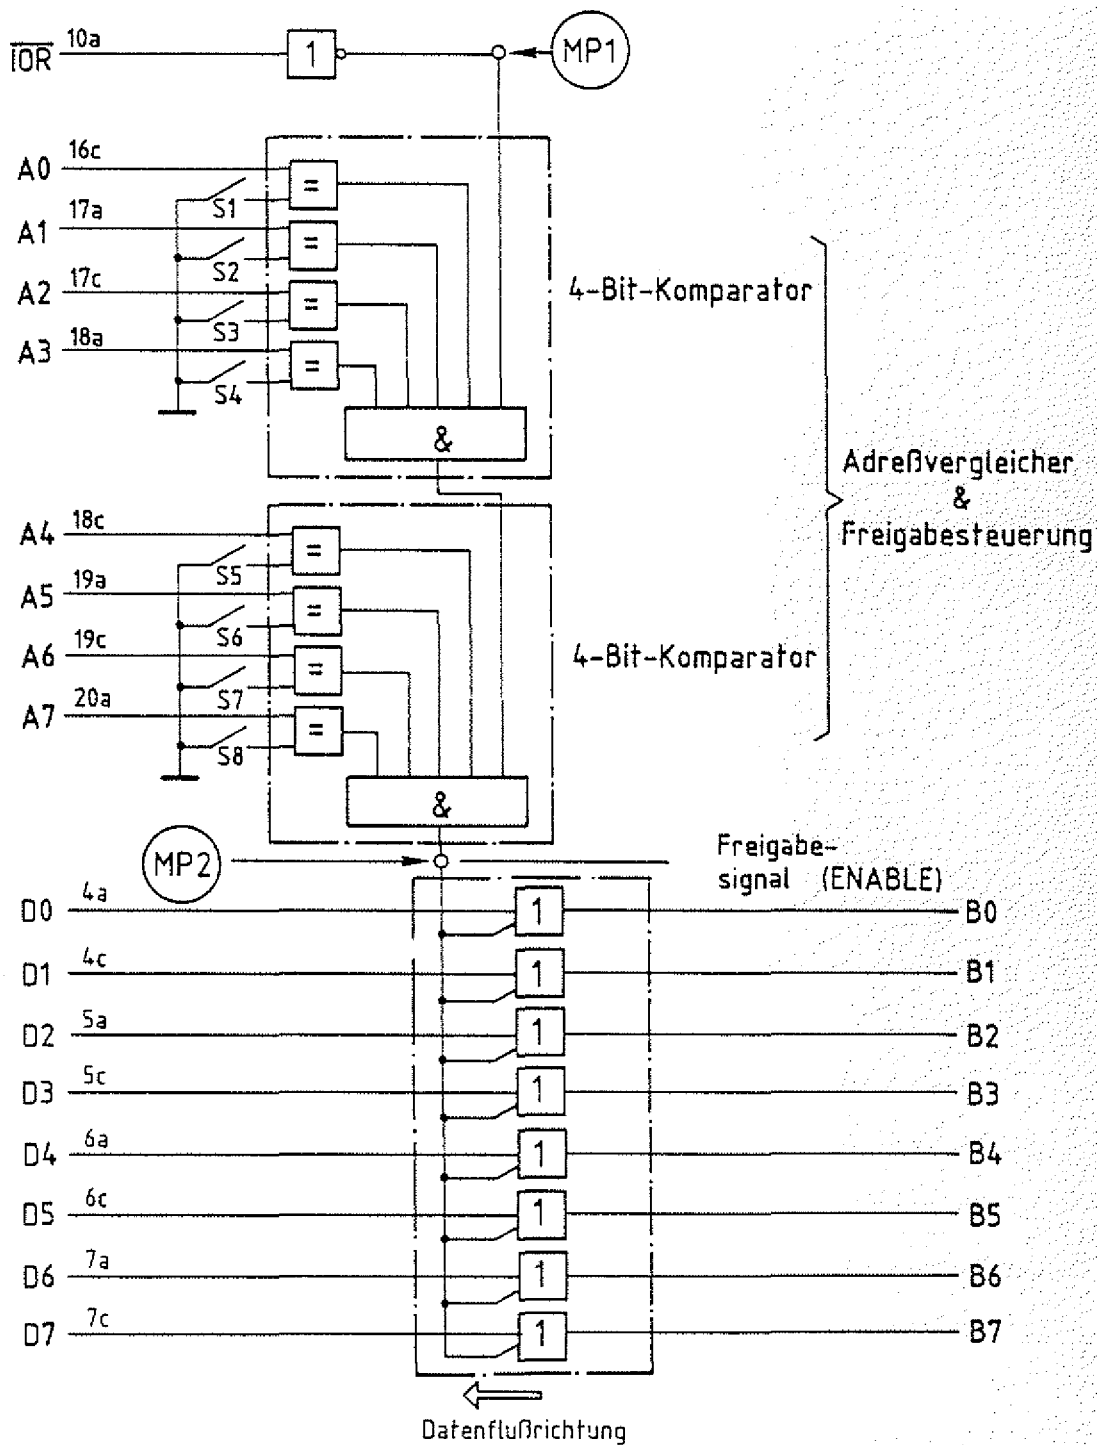 IOR 10a 1 MP1
A0 16c =
S1
A1 17a =
S2
A2 17c = 4-Bit-Komparator
S3
A3 18a =
S4
&
Adreßvergleicher
&
Freigabesteuerung
A4 18c =
S5
A5 19a =
S6
A6 19c = 4-Bit-Komparator
S7
A7 20a =
S8
&
MP2
Freigabe-
signal (ENABLE)
D0 4a 1 B0
D1 4c 1 B1
D2 5a 1 B2
D3 5c 1 B3
D4 6a 1 B4
D5 6c 1 B5
D6 7a 1 B6
D7 7c 1 B7
Datenflußrichtung